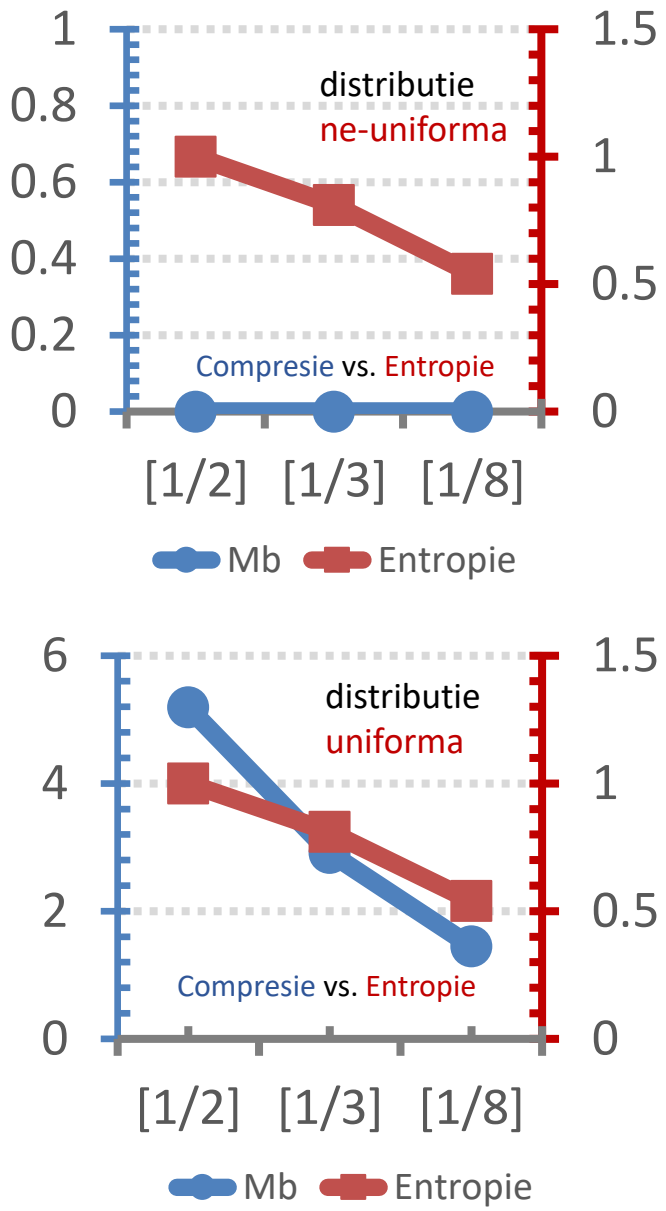 1 1.5
0.8
distributie
ne-uniforma
1
0.6
0.4
0.5
0.2
Compresie vs. Entropie
0 0
[1/2] [1/3] [1/8]
Mb Entropie
6 1.5
distributie
uniforma
4 1
2 0.5
Compresie vs. Entropie
0 0
[1/2] [1/3] [1/8]
Mb Entropie